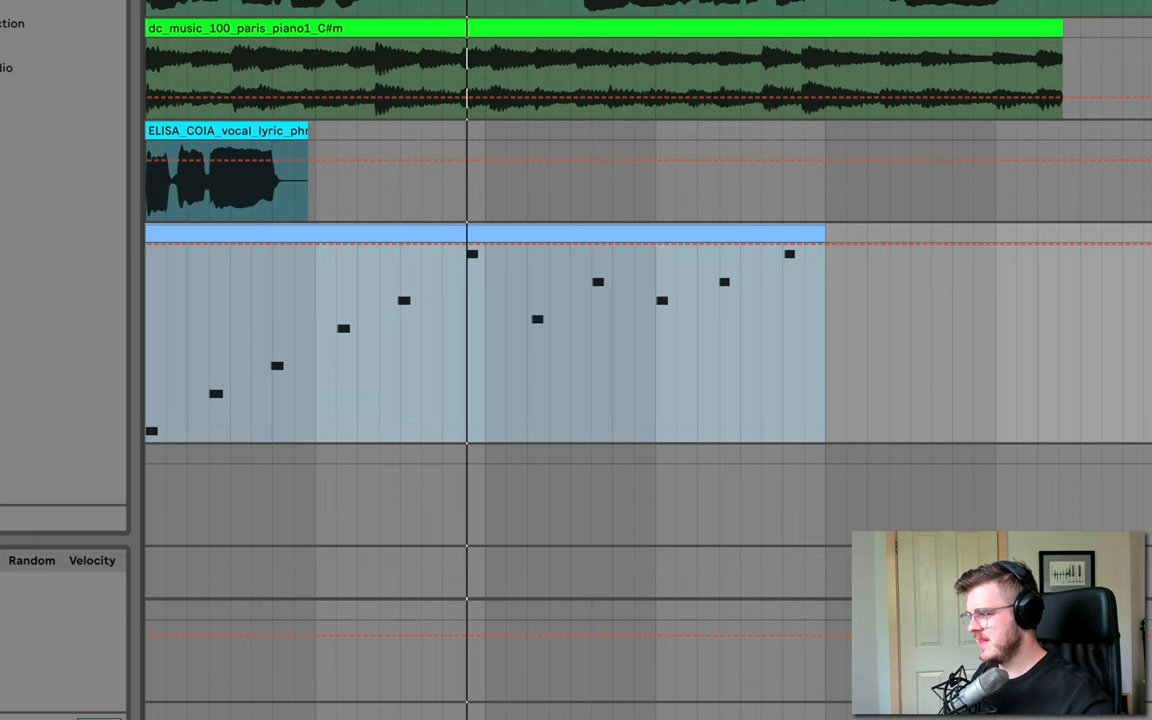 ction
dc_music_100_paris_piano1_C#m
dio
ELISA_COIA_vocal_lyric_phr
Random Velocity